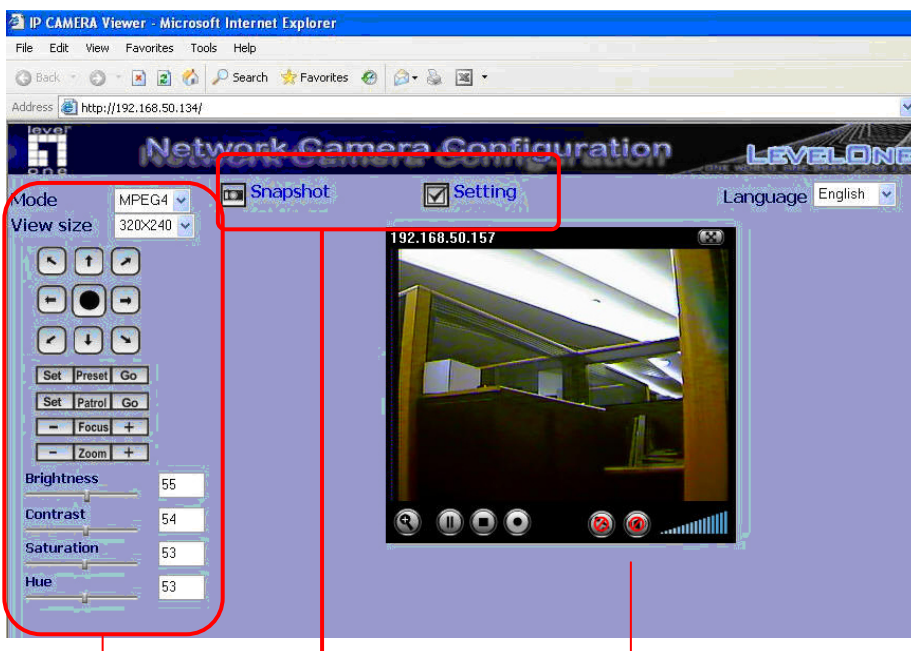 IP CAMERA Viewer - Microsoft Internet Explorer
File Edit View Favorites Tools Help
Back Search Favorites
Address http://192.168.50.134/
level one Network Camera Configuration LEVELONE
Mode MPEG4 Snapshot Setting Language English
View size 320X240
192.168.50.157
Set Preset Go
Set Patrol Go
- Focus +
- Zoom +
Brightness 55
Contrast 54
Saturation 53
Hue 53